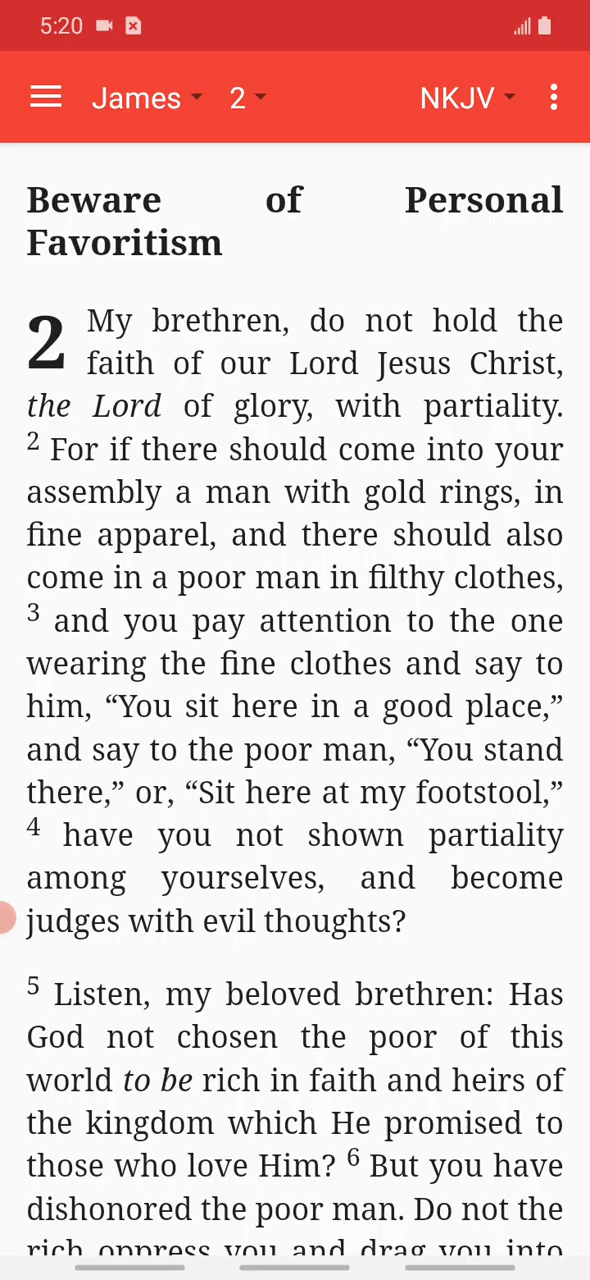 5:20
James 2 NKJV
Beware of Personal
Favoritism
2 My brethren, do not hold the
faith of our Lord Jesus Christ,
the Lord of glory, with partiality.
2 For if there should come into your
assembly a man with gold rings, in
fine apparel, and there should also
come in a poor man in filthy clothes,
3 and you pay attention to the one
wearing the fine clothes and say to
him, “You sit here in a good place,”
and say to the poor man, “You stand
there,” or, “Sit here at my footstool,”
4 have you not shown partiality
among yourselves, and become
judges with evil thoughts?
5 Listen, my beloved brethren: Has
God not chosen the poor of this
world to be rich in faith and heirs of
the kingdom which He promised to
those who love Him? 6 But you have
dishonored the poor man. Do not the
rich oppress you and drag you into